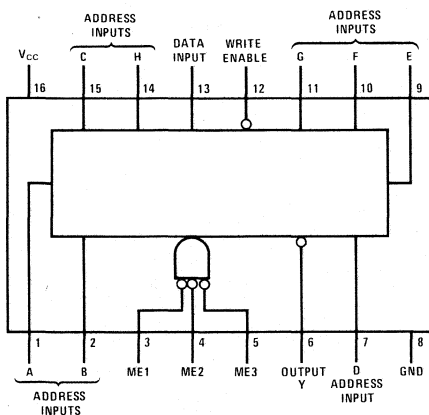 ADDRESS
INPUTS
DATA
INPUT
WRITE
ENABLE
ADDRESS
INPUTS
VCC C H G F E
16 15 14 13 12 11 10 9
1 2 3 4 5 6 7 8
A B ME1 ME2 ME3 OUTPUT
Y
D
ADDRESS
INPUT
GND
ADDRESS
INPUTS